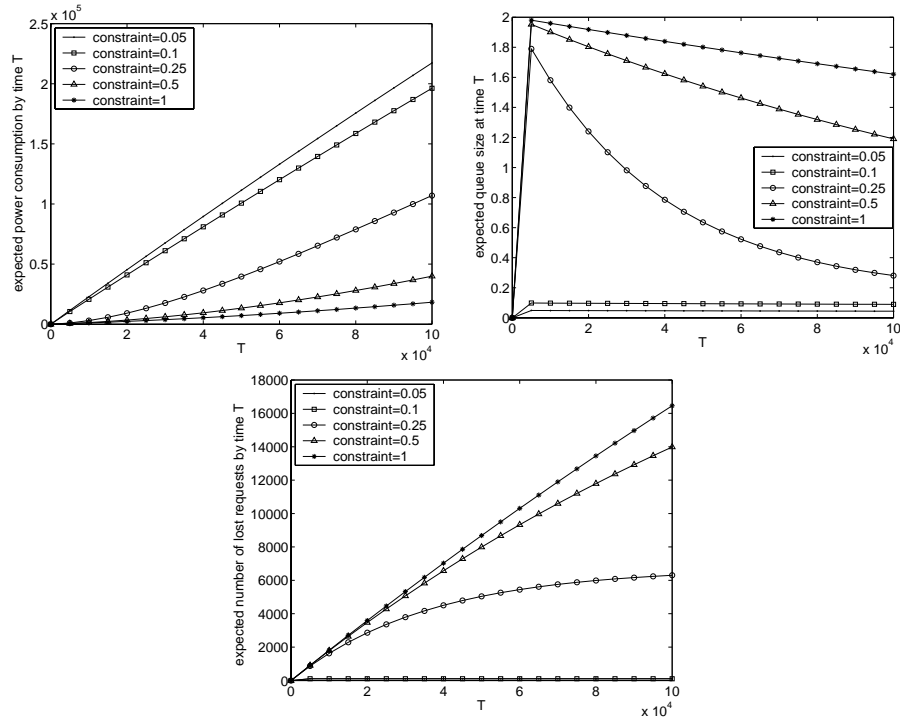 x 10^5
2.5
2
1.5
1
0.5
0
expected power consumption by time T
constraint=0.05
constraint=0.1
constraint=0.25
constraint=0.5
constraint=1
0 2 4 6 8 10
T
x 10^4
2
1.8
1.6
1.4
1.2
1
0.8
0.6
0.4
0.2
0
expected queue size at time T
constraint=0.05
constraint=0.1
constraint=0.25
constraint=0.5
constraint=1
0 2 4 6 8 10
T
x 10^4
18000
16000
14000
12000
10000
8000
6000
4000
2000
0
expected number of lost requests by time T
constraint=0.05
constraint=0.1
constraint=0.25
constraint=0.5
constraint=1
0 2 4 6 8 10
T
x 10^4